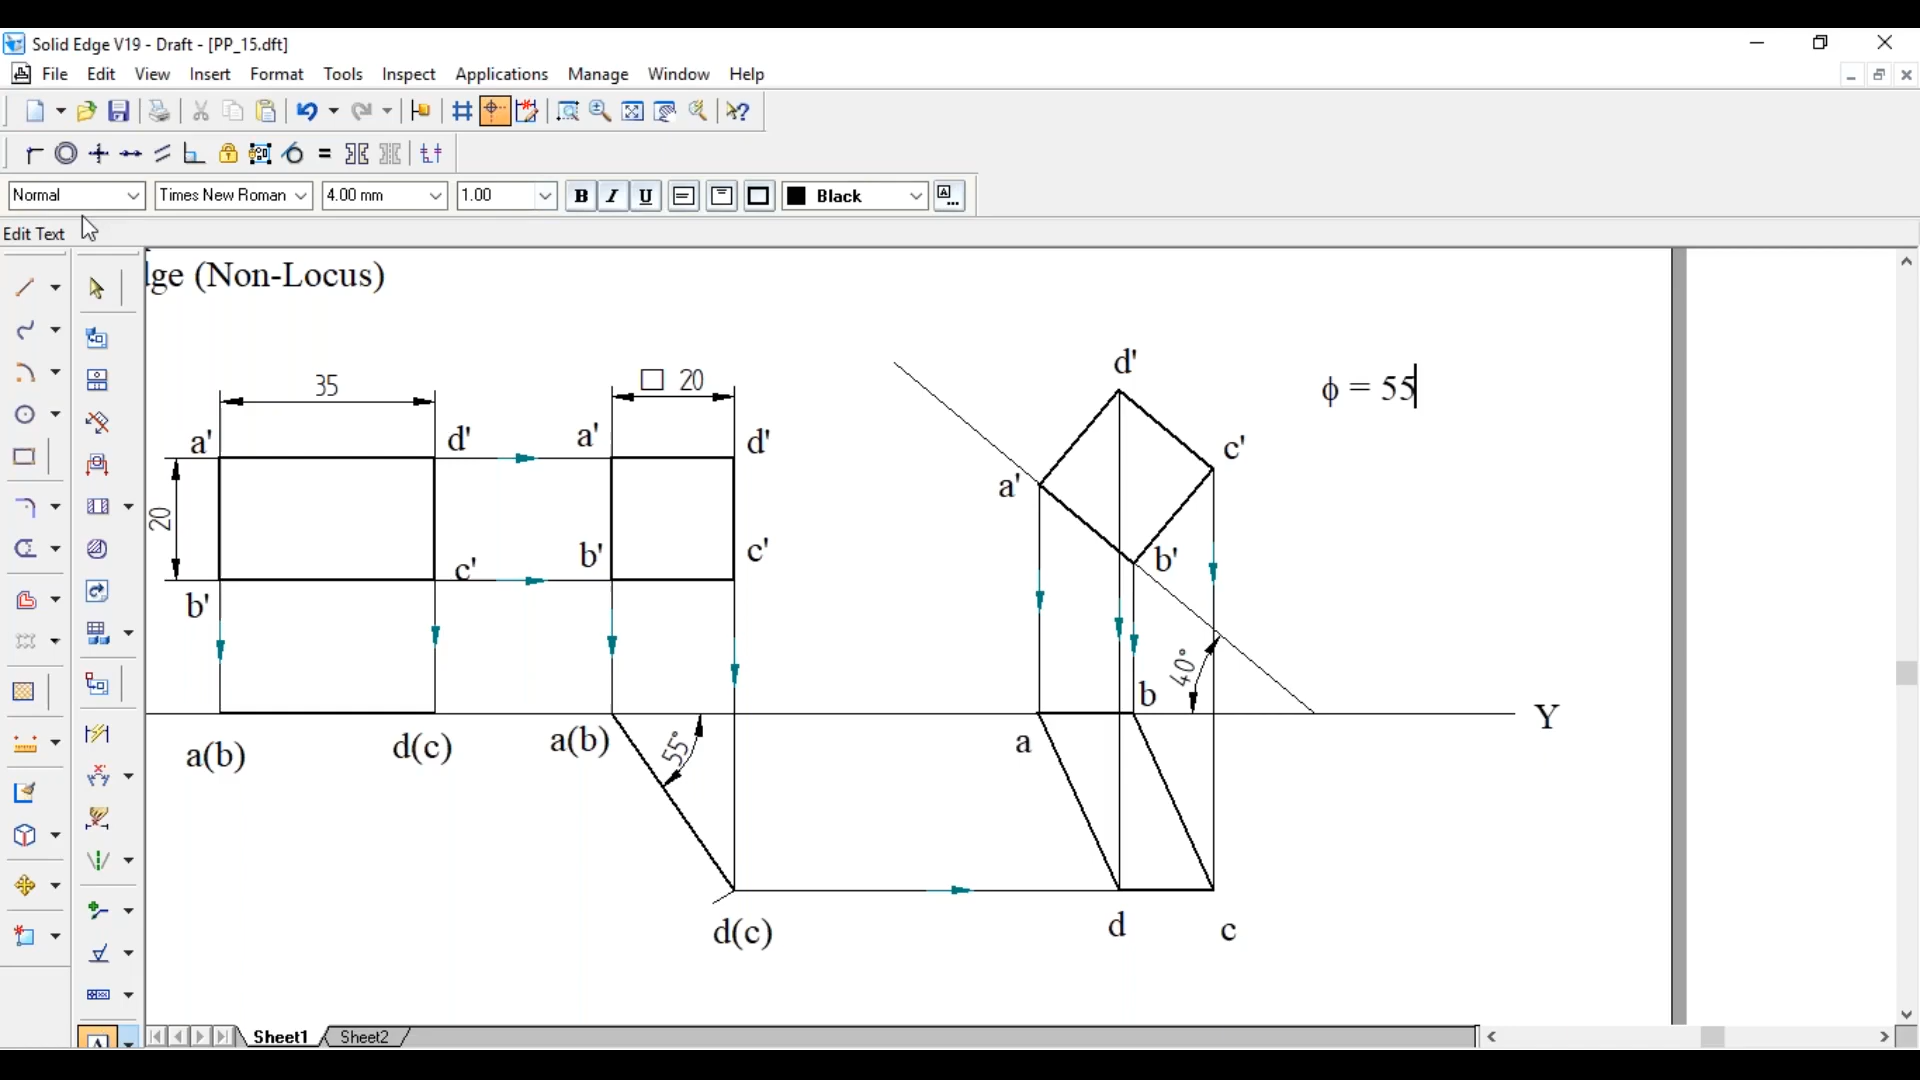 Solid Edge V19 - Draft - [PP_15.dft]
File Edit View Insert Format Tools Inspect Applications Manage Window Help
Normal Times New Roman 4.00 mm 1.00 B I U Black A...
Edit Text
dge (Non-Locus)
35
□ 20
d'
ϕ = 55
a' d' a' d' c'
a'
20
c' b' c' b'
b'
40°
b
Y
a(b) d(c) a(b) 55° a
d(c) d c
Sheet1 Sheet2